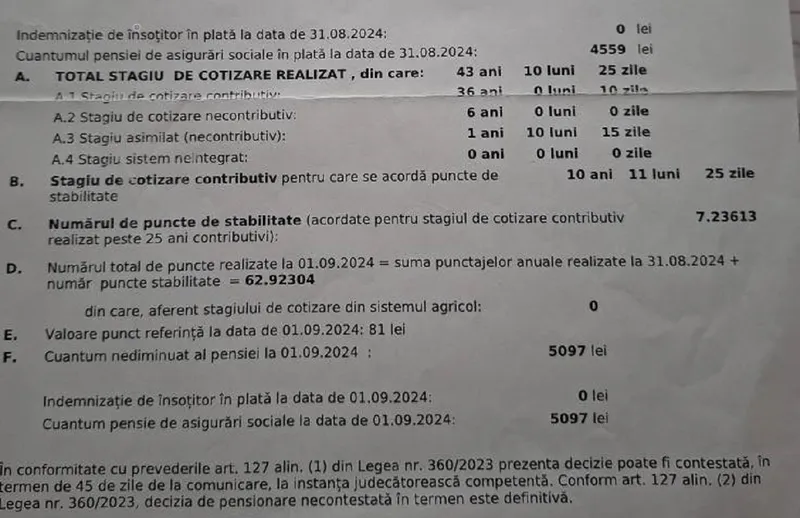 Indemnizație de însoțitor în plată la data de 31.08.2024: 0 lei
Cuantumul pensiei de asigurări sociale în plată la data de 31.08.2024: 4559 lei
A. TOTAL STAGIU DE COTIZARE REALIZAT , din care: 43 ani 10 luni 25 zile
A.1 Stagiu de cotizare contributiv: 36 ani 0 luni 10 zile
A.2 Stagiu de cotizare necontributiv: 6 ani 0 luni 0 zile
A.3 Stagiu asimilat (necontributiv): 1 ani 10 luni 15 zile
A.4 Stagiu sistem neintegrat: 0 ani 0 luni 0 zile
B. Stagiu de cotizare contributiv pentru care se acordă puncte de 10 ani 11 luni 25 zile
stabilitate
C. Numărul de puncte de stabilitate (acordate pentru stagiul de cotizare contributiv 7.23613
realizat peste 25 ani contributivi):
D. Numărul total de puncte realizate la 01.09.2024 = suma punctajelor anuale realizate la 31.08.2024 +
număr puncte stabilitate = 62.92304
din care, aferent stagiului de cotizare din sistemul agricol: 0
E. Valoare punct referință la data de 01.09.2024: 81 lei
F. Cuantum nediminuat al pensiei la 01.09.2024 : 5097 lei
Indemnizație de însoțitor în plată la data de 01.09.2024: 0 lei
Cuantum pensie de asigurări sociale la data de 01.09.2024: 5097 lei
În conformitate cu prevederile art. 127 alin. (1) din Legea nr. 360/2023 prezenta decizie poate fi contestată, în
termen de 45 de zile de la comunicare, la instanța judecătorească competentă. Conform art. 127 alin. (2) din
Legea nr. 360/2023, decizia de pensionare necontestată în termen este definitivă.